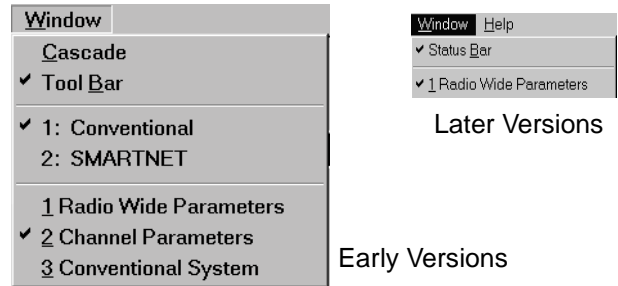 Window
Cascade
✔ Tool Bar
✔ 1: Conventional
2: SMARTNET
1 Radio Wide Parameters
✔ 2 Channel Parameters
3 Conventional System
Early Versions
Window Help
✔ Status Bar
✔ 1 Radio Wide Parameters
Later Versions